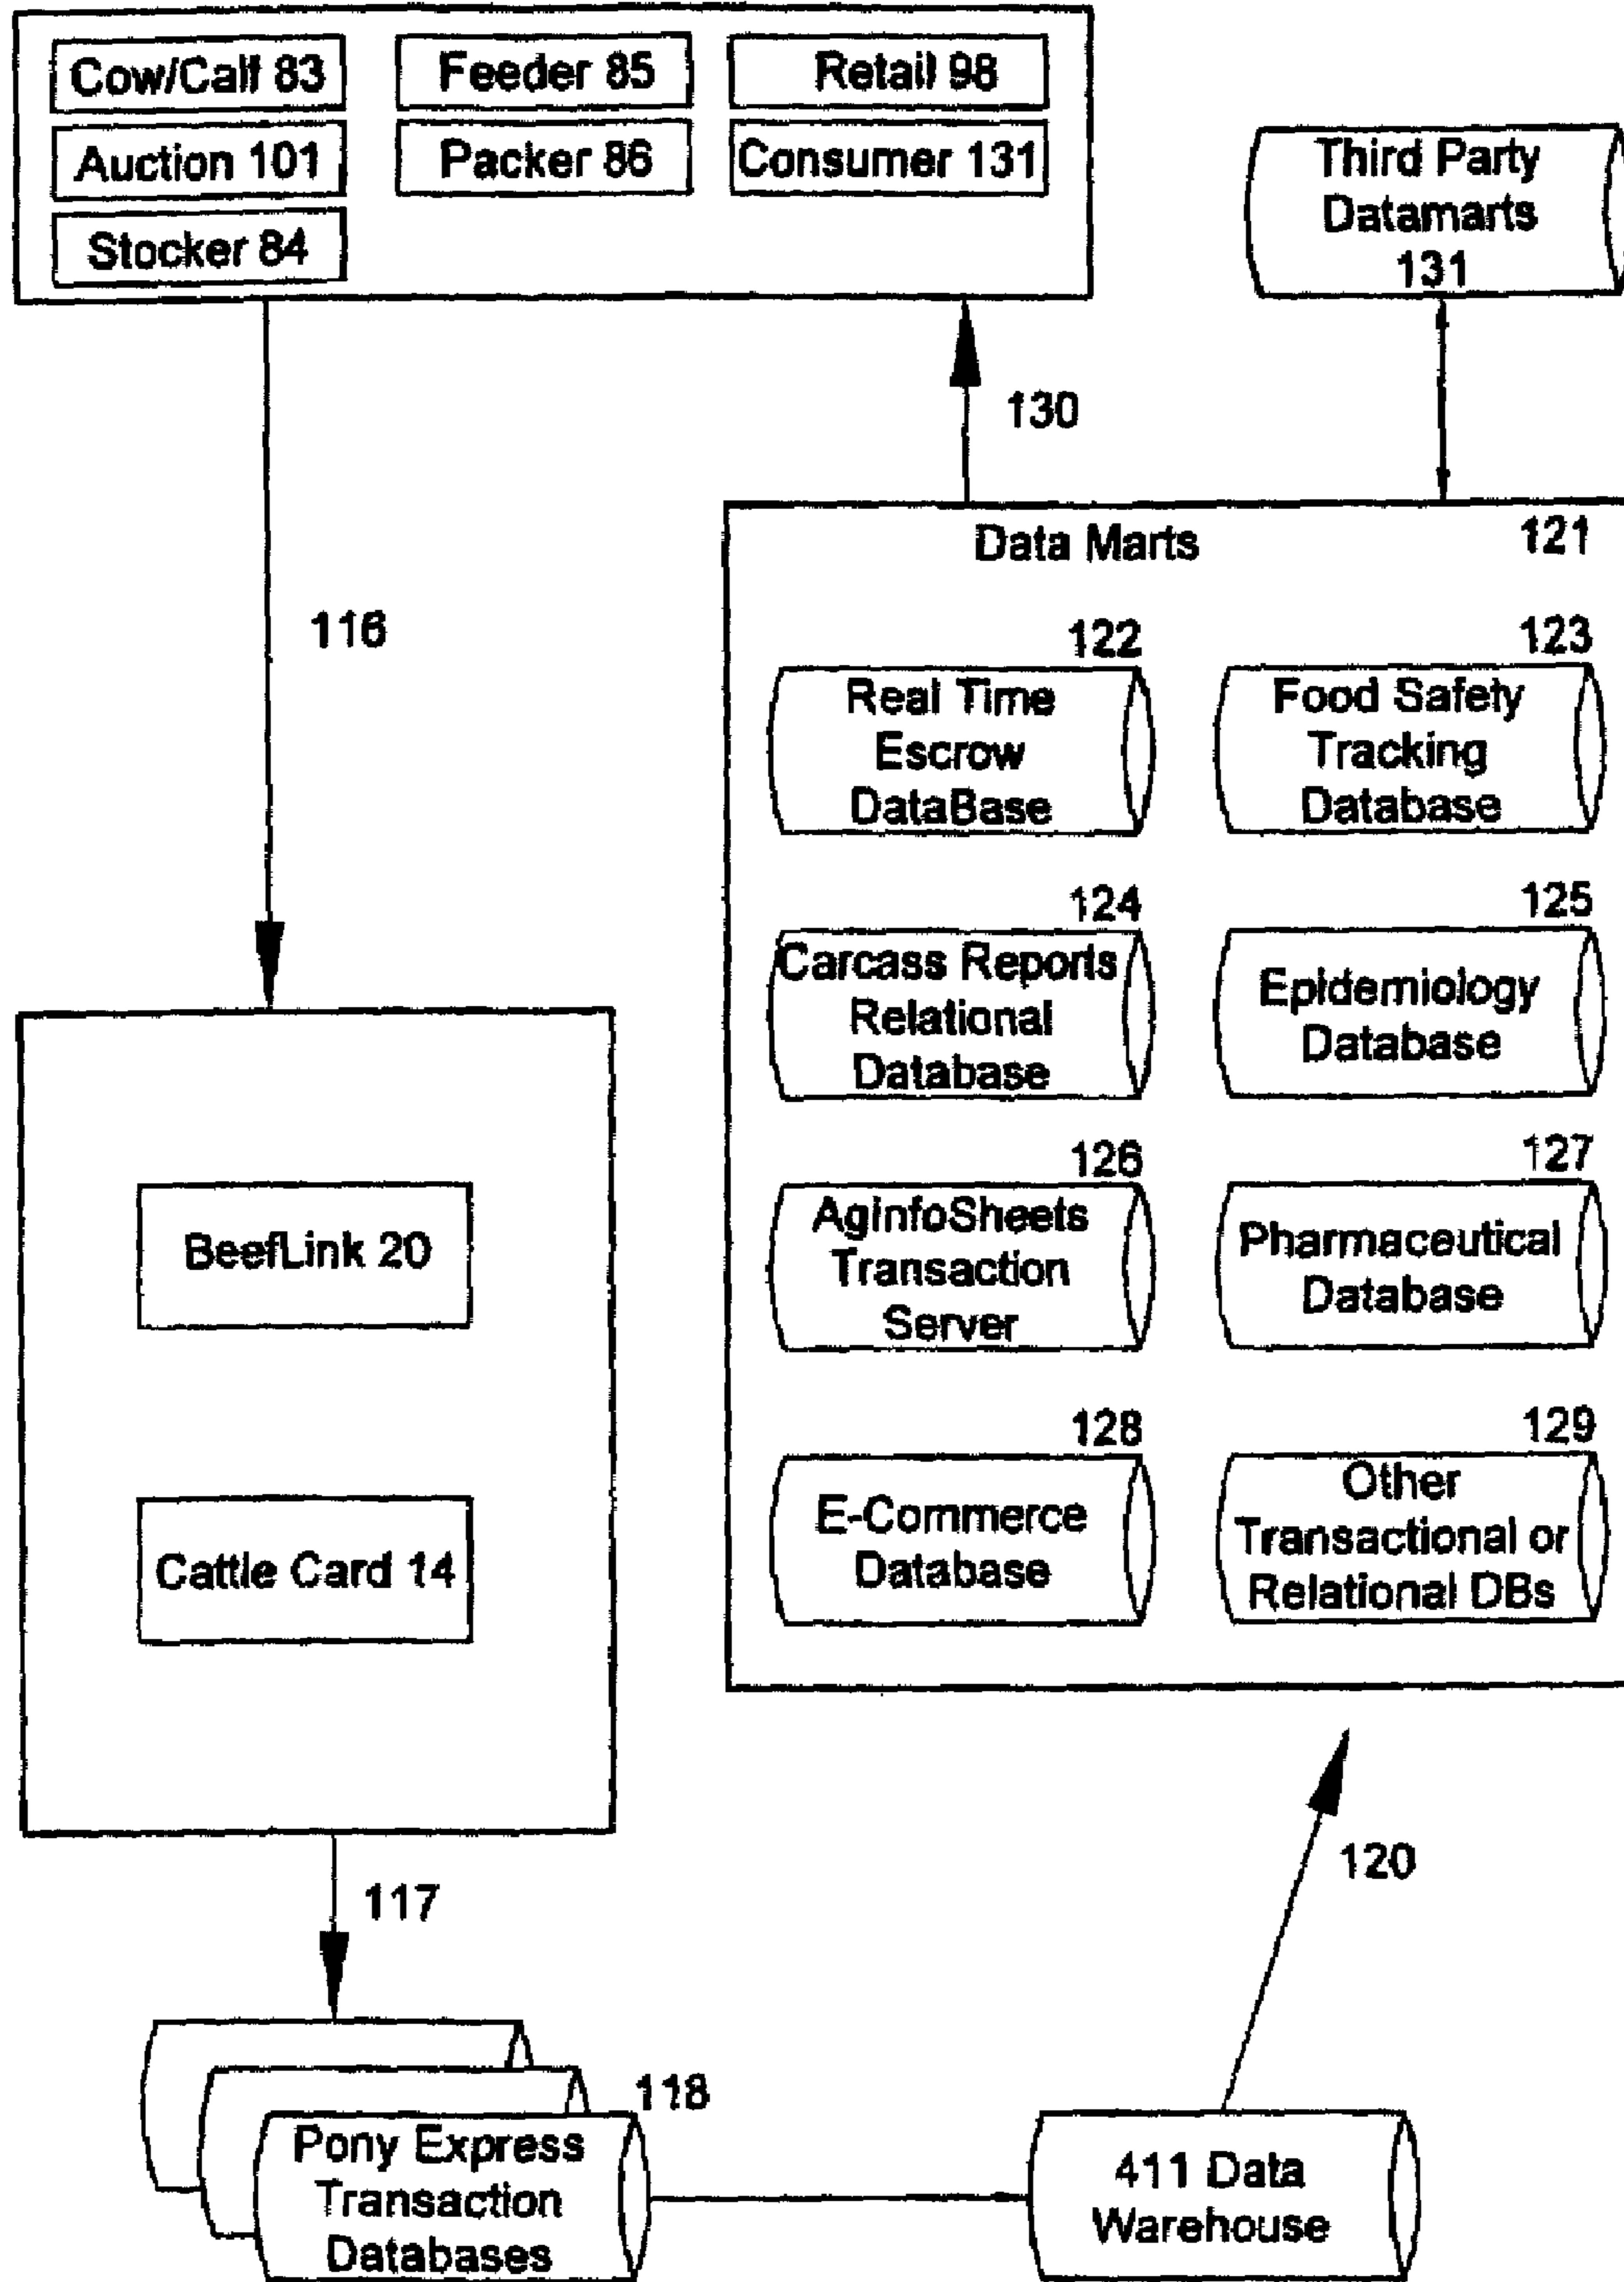 Cow/Calf 83
Feeder 85
Retail 98
Auction 101
Packer 86
Consumer 131
Stocker 84
Third Party
Datamarts
131
130
116
Data Marts
121
122
Real Time
Escrow
DataBase
123
Food Safety
Tracking
Database
124
Carcass Reports
Relational
Database
125
Epidemiology
Database
126
AgInfoSheets
Transaction
Server
127
Pharmaceutical
Database
128
E-Commerce
Database
129
Other
Transactional or
Relational DBs
BeefLink 20
Cattle Card 14
117
120
118
Pony Express
Transaction
Databases
411 Data
Warehouse